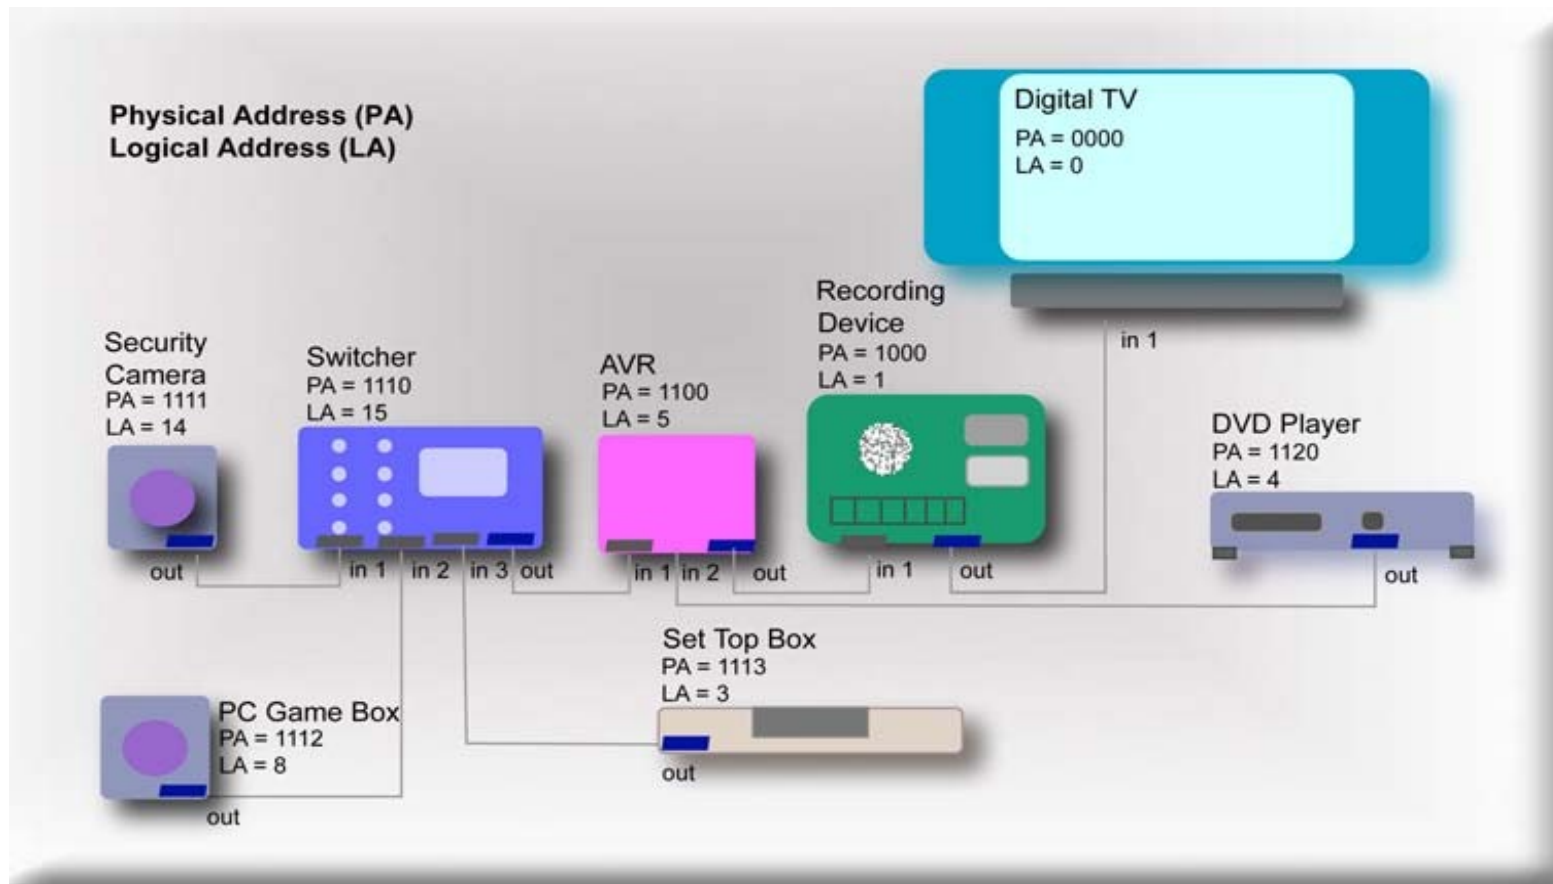 Physical Address (PA)
Logical Address (LA)
Digital TV
PA = 0000
LA = 0
in 1
Recording
Device
PA = 1000
LA = 1
in 1
out
Security
Camera
PA = 1111
LA = 14
out
Switcher
PA = 1110
LA = 15
in 1
in 2
in 3
out
AVR
PA = 1100
LA = 5
in 1
in 2
out
DVD Player
PA = 1120
LA = 4
out
Set Top Box
PA = 1113
LA = 3
out
PC Game Box
PA = 1112
LA = 8
out